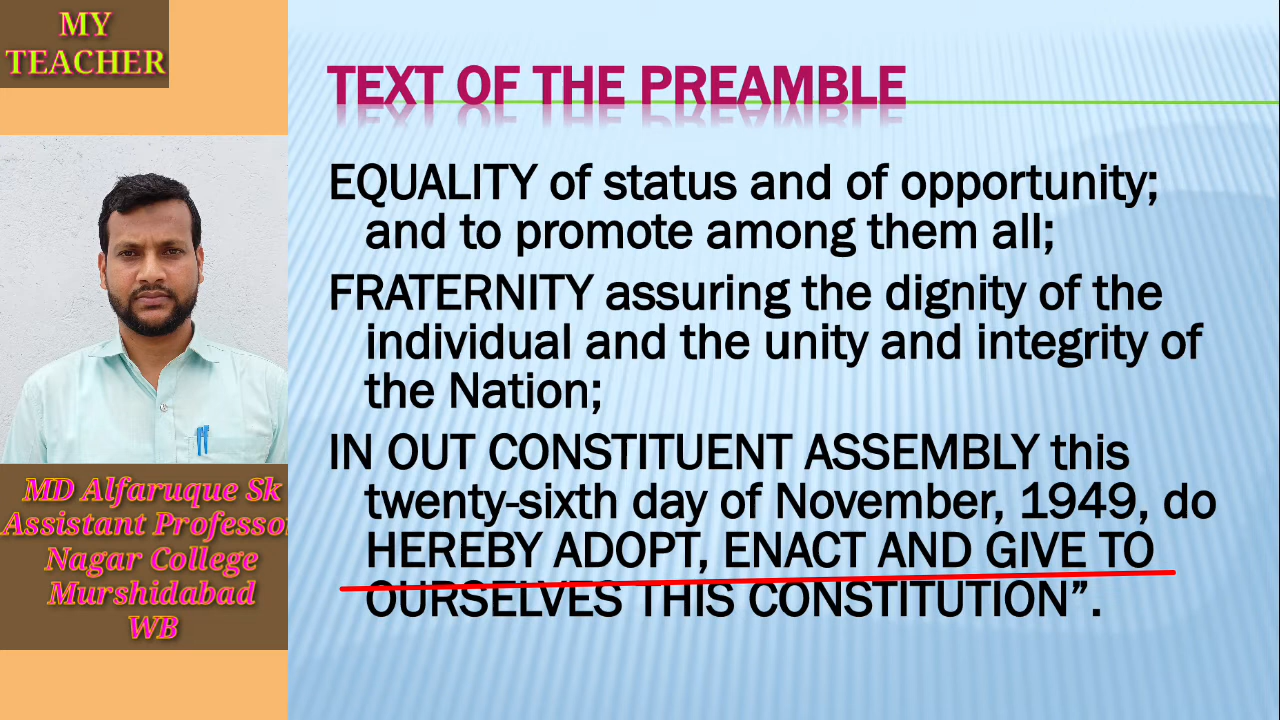 MY
TEACHER
MD Alfaruque Sk
Assistant Professor
Nagar College
Murshidabad
WB
TEXT OF THE PREAMBLE
EQUALITY of status and of opportunity;
and to promote among them all;
FRATERNITY assuring the dignity of the
individual and the unity and integrity of
the Nation;
IN OUT CONSTITUENT ASSEMBLY this
twenty-sixth day of November, 1949, do
HEREBY ADOPT, ENACT AND GIVE TO
OURSELVES THIS CONSTITUTION”.